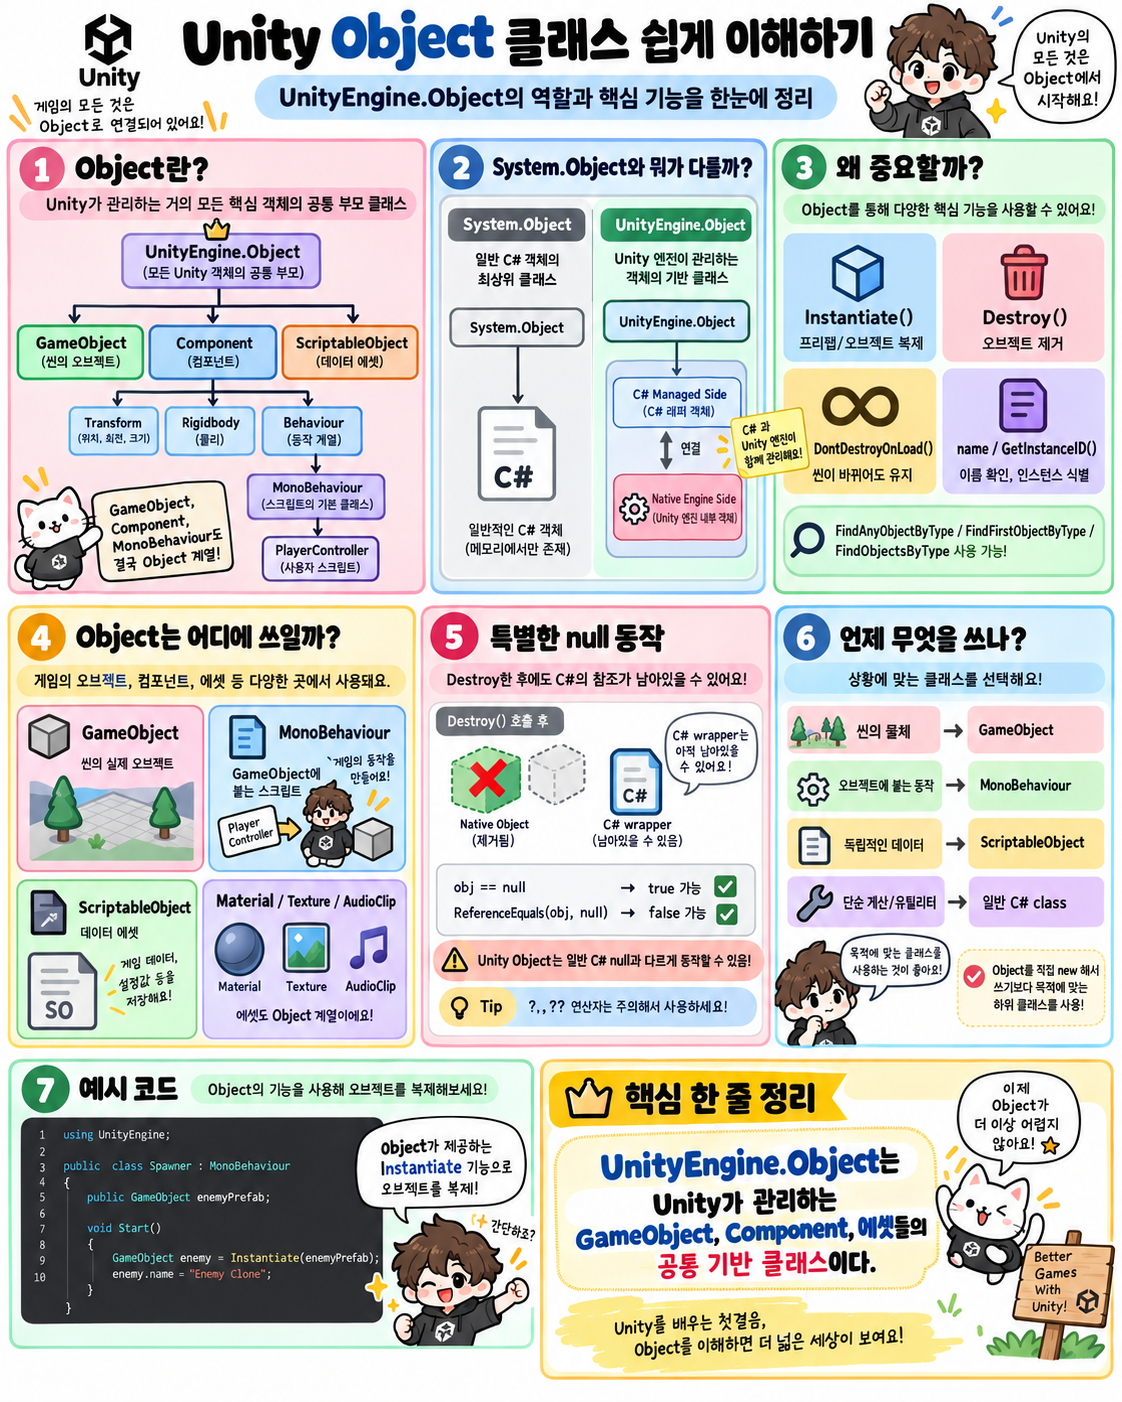 Unity
Unity Object 클래스 쉽게 이해하기
UnityEngine.Object의 역할과 핵심 기능을 한눈에 정리
게임의 모든 것은
Object로 연결되어 있어요!
Unity의
모든 것은
Object에서
시작해요!
1 Object란?
Unity가 관리하는 거의 모든 핵심 객체의 공통 부모 클래스
UnityEngine.Object
(모든 Unity 객체의 공통 부모)
GameObject
(씬의 오브젝트)
Component
(컴포넌트)
ScriptableObject
(데이터 에셋)
Transform
(위치, 회전, 크기)
Rigidbody
(물리)
Behaviour
(동작 계열)
MonoBehaviour
(스크립트의 기본 클래스)
PlayerController
(사용자 스크립트)
GameObject,
Component,
MonoBehaviour도
결국 Object 계열!
2 System.Object와 뭐가 다를까?
System.Object
일반 C# 객체의
최상위 클래스
System.Object
C#
일반적인 C# 객체
(메모리에서만 존재)
UnityEngine.Object
Unity 엔진이 관리하는
객체의 기반 클래스
UnityEngine.Object
C# Managed Side
(C# 래퍼 객체)
연결
Native Engine Side
(Unity 엔진 내부 객체)
C# 과
Unity 엔진이
함께 관리해요!
3 왜 중요할까?
Object를 통해 다양한 핵심 기능을 사용할 수 있어요!
Instantiate()
프리팹/오브젝트 복제
Destroy()
오브젝트 제거
DontDestroyOnLoad()
씬이 바뀌어도 유지
name / GetInstanceID()
이름 확인, 인스턴스 식별
FindAnyObjectByType / FindFirstObjectByType /
FindObjectsByType 사용 가능!
4 Object는 어디에 쓰일까?
게임의 오브젝트, 컴포넌트, 에셋 등 다양한 곳에서 사용돼요.
GameObject
씬의 실제 오브젝트
MonoBehaviour
GameObject에
붙는 스크립트
게임의 동작을
만들어요!
Player
Controller
ScriptableObject
데이터 에셋
SO
게임 데이터,
설정값 등을
저장해요!
Material / Texture / AudioClip
Material
Texture
AudioClip
에셋도 Object 계열이에요!
5 특별한 null 동작
Destroy한 후에도 C#의 참조가 남아있을 수 있어요!
Destroy() 호출 후
Native Object
(제거됨)
C#
C# wrapper
(남아있을 수 있음)
C# wrapper는
아직 남아있을
수 있어요!
obj == null → true 가능
ReferenceEquals(obj, null) → false 가능
Unity Object는 일반 C# null과 다르게 동작할 수 있음!
Tip
?., ?? 연산자는 주의해서 사용하세요!
6 언제 무엇을 쓰나?
상황에 맞는 클래스를 선택해요!
씬의 물체 → GameObject
오브젝트에 붙는 동작 → MonoBehaviour
독립적인 데이터 → ScriptableObject
단순 계산/유틸리티 → 일반 C# class
목적에 맞는 클래스를
사용하는 것이 좋아요!
Object를 직접 new 해서
쓰기보다 목적에 맞는
하위 클래스를 사용!
7 예시 코드
Object의 기능을 사용해 오브젝트를 복제해보세요!
1 using UnityEngine;
2
3 public class Spawner : MonoBehaviour
4 {
5 public GameObject enemyPrefab;
6
7 void Start()
8 {
9 GameObject enemy = Instantiate(enemyPrefab);
10 enemy.name = "Enemy Clone";
}
}
Object가 제공하는
Instantiate 기능으로
오브젝트를 복제!
간단하죠?
핵심 한 줄 정리
UnityEngine.Object는
Unity가 관리하는
GameObject, Component, 에셋들의
공통 기반 클래스이다.
Unity를 배우는 첫걸음,
Object를 이해하면 더 넓은 세상이 보여요!
이제
Object가
더 이상 어렵지
않아요!
Better
Games
With
Unity!